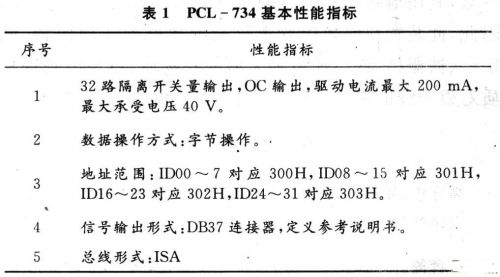 表 1 PCL-734 基本性能指标
序号 性能指标
1 32 路隔离开关量输出,OC 输出,驱动电流最大 200 mA,
最大承受电压 40 V。
2 数据操作方式:字节操作。
3 地址范围:ID00～7 对应 300H,ID08～15 对应 301H,
ID16～23 对应 302H,ID24～31 对应 303H。
4 信号输出形式:DB37 连接器,定义参考说明书。
5 总线形式:ISA